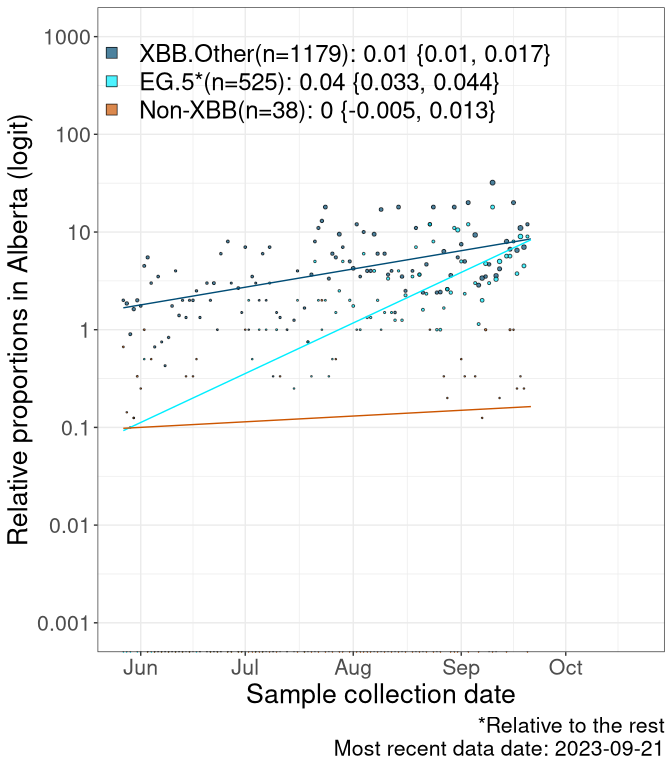 1000
100
10
1
0.1
0.01
0.001
Relative proportions in Alberta (logit)
XBB.Other(n=1179): 0.01 {0.01, 0.017}
EG.5*(n=525): 0.04 {0.033, 0.044}
Non-XBB(n=38): 0 {-0.005, 0.013}
Jun Jul Aug Sep Oct
Sample collection date
*Relative to the rest
Most recent data date: 2023-09-21